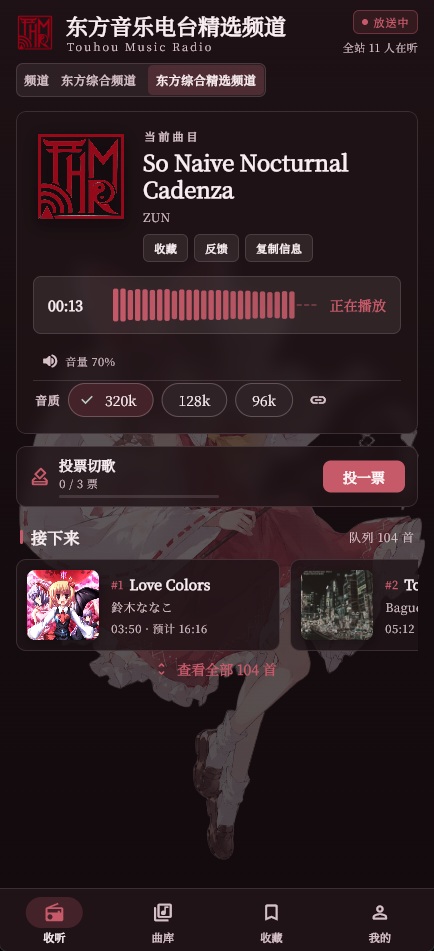 东方音乐电台精选频道
Touhou Music Radio
放送中
全站 11 人在听
频道 东方综合频道 东方综合精选频道
当前曲目
So Naive Nocturnal
Cadenza
ZUN
收藏 反馈 复制信息
00:13 正在播放
音量 70%
音质 320k 128k 96k
投票切歌
0 / 3 票
投一票
接下来
队列 104 首
#1 Love Colors
鈴木ななこ
03:50 · 预计 16:16
#2
05:12
查看全部 104 首
收听 曲库 收藏 我的